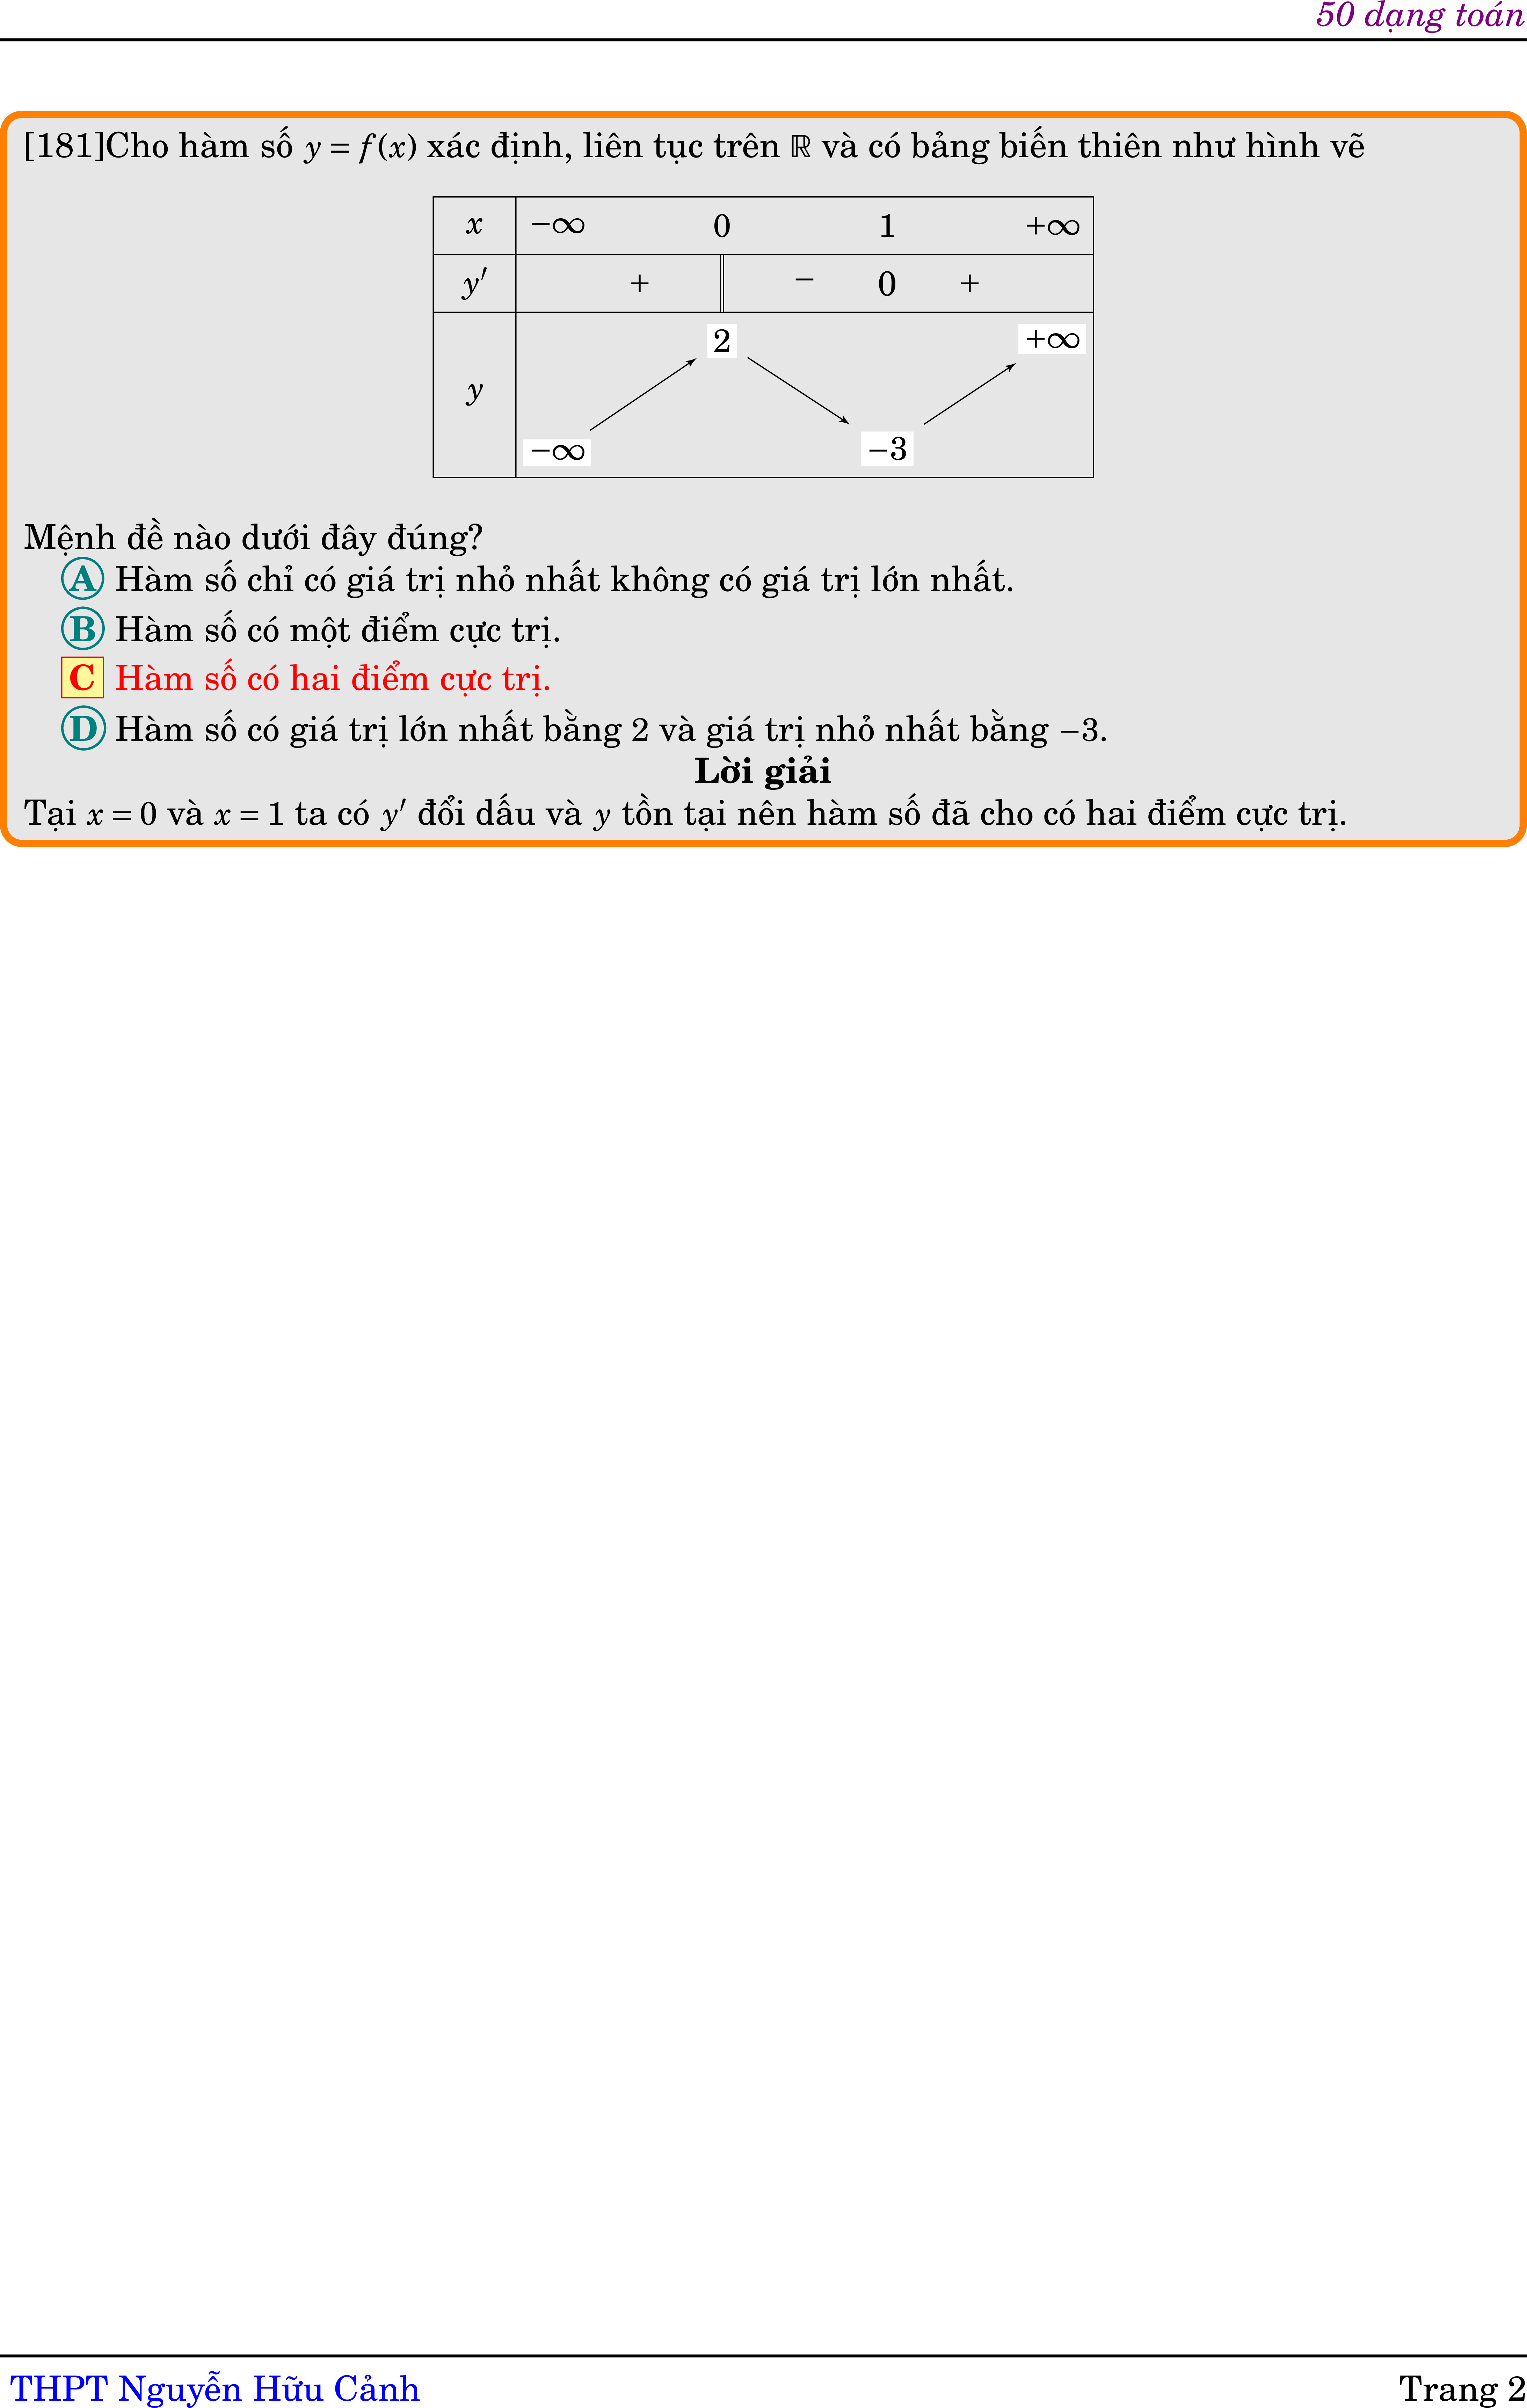 50 dạng toán
[181]Cho hàm số y = f(x) xác định, liên tục trên ℝ và có bảng biến thiên như hình vẽ
x −∞ 0 1 +∞
y′ + − 0 +
2 +∞
y
−∞ −3
Mệnh đề nào dưới đây đúng?
A Hàm số chỉ có giá trị nhỏ nhất không có giá trị lớn nhất.
B Hàm số có một điểm cực trị.
C Hàm số có hai điểm cực trị.
D Hàm số có giá trị lớn nhất bằng 2 và giá trị nhỏ nhất bằng −3.
Lời giải
Tại x = 0 và x = 1 ta có y′ đổi dấu và y tồn tại nên hàm số đã cho có hai điểm cực trị.
THPT Nguyễn Hữu Cảnh Trang 2